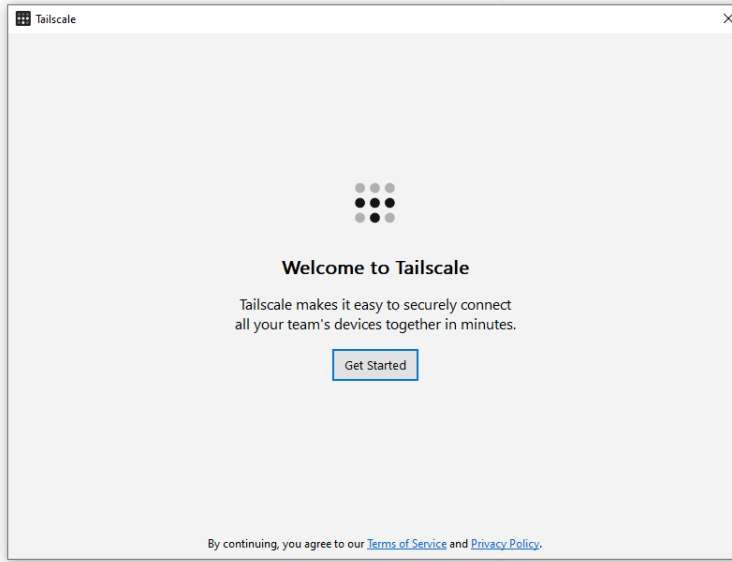 Tailscale
Welcome to Tailscale
Tailscale makes it easy to securely connect
all your team's devices together in minutes.
Get Started
By continuing, you agree to our Terms of Service and Privacy Policy.